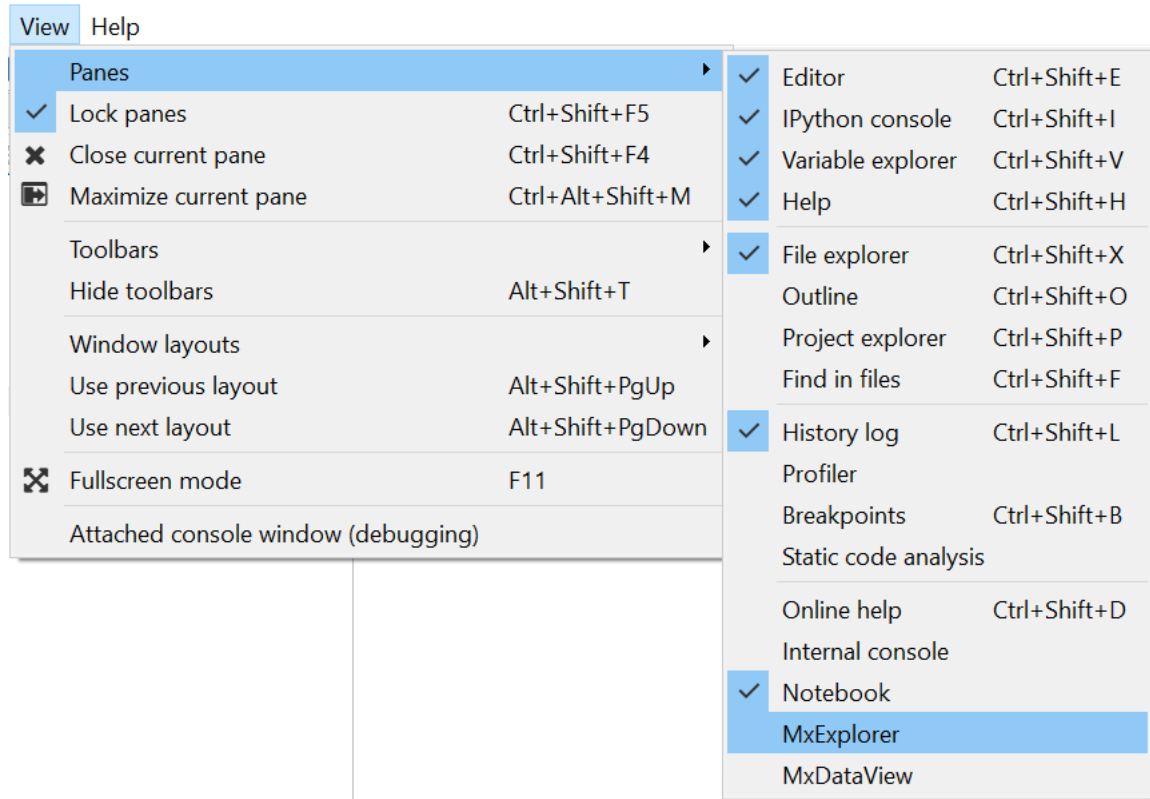 View Help
Panes
Lock panes Ctrl+Shift+F5
Close current pane Ctrl+Shift+F4
Maximize current pane Ctrl+Alt+Shift+M
Toolbars
Hide toolbars Alt+Shift+T
Window layouts
Use previous layout Alt+Shift+PgUp
Use next layout Alt+Shift+PgDown
Fullscreen mode F11
Attached console window (debugging)
Editor Ctrl+Shift+E
IPython console Ctrl+Shift+I
Variable explorer Ctrl+Shift+V
Help Ctrl+Shift+H
File explorer Ctrl+Shift+X
Outline Ctrl+Shift+O
Project explorer Ctrl+Shift+P
Find in files Ctrl+Shift+F
History log Ctrl+Shift+L
Profiler
Breakpoints Ctrl+Shift+B
Static code analysis
Online help Ctrl+Shift+D
Internal console
Notebook
MxExplorer
MxDataView